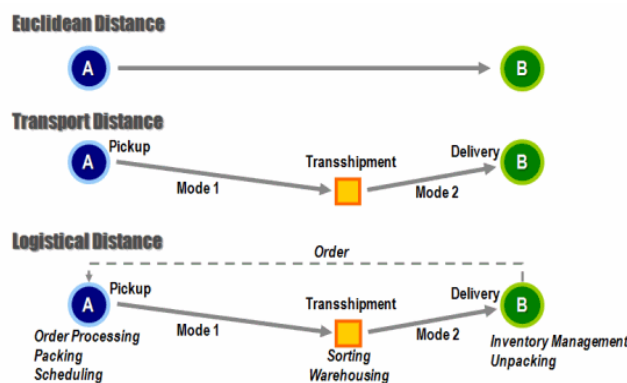 Euclidean Distance
A
B
Transport Distance
A
Pickup
Mode 1
Transshipment
Mode 2
Delivery
B
Logistical Distance
Order
A
Pickup
Mode 1
Transshipment
Mode 2
Delivery
B
Order Processing
Packing
Scheduling
Sorting
Warehousing
Inventory Management
Unpacking